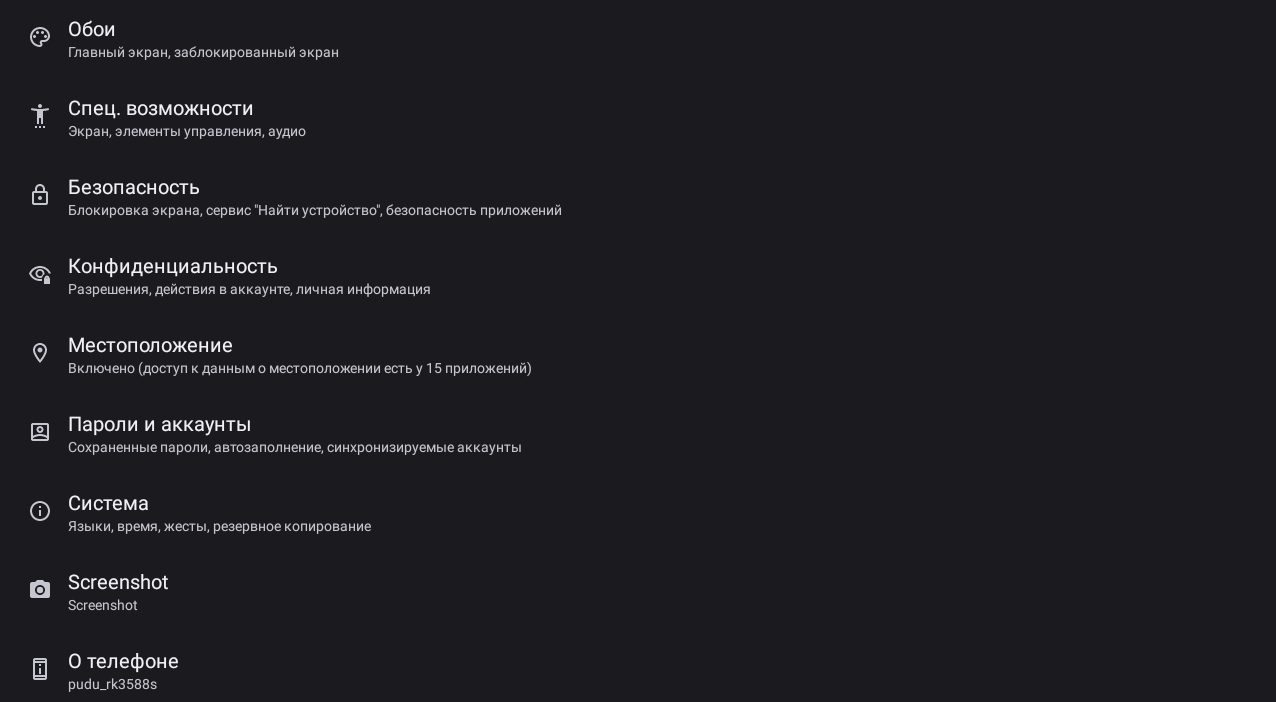 Обои
Главный экран, заблокированный экран
Спец. возможности
Экран, элементы управления, аудио
Безопасность
Блокировка экрана, сервис "Найти устройство", безопасность приложений
Конфиденциальность
Разрешения, действия в аккаунте, личная информация
Местоположение
Включено (доступ к данным о местоположении есть у 15 приложений)
Пароли и аккаунты
Сохраненные пароли, автозаполнение, синхронизируемые аккаунты
Система
Языки, время, жесты, резервное копирование
Screenshot
Screenshot
О телефоне
pudu_rk3588s